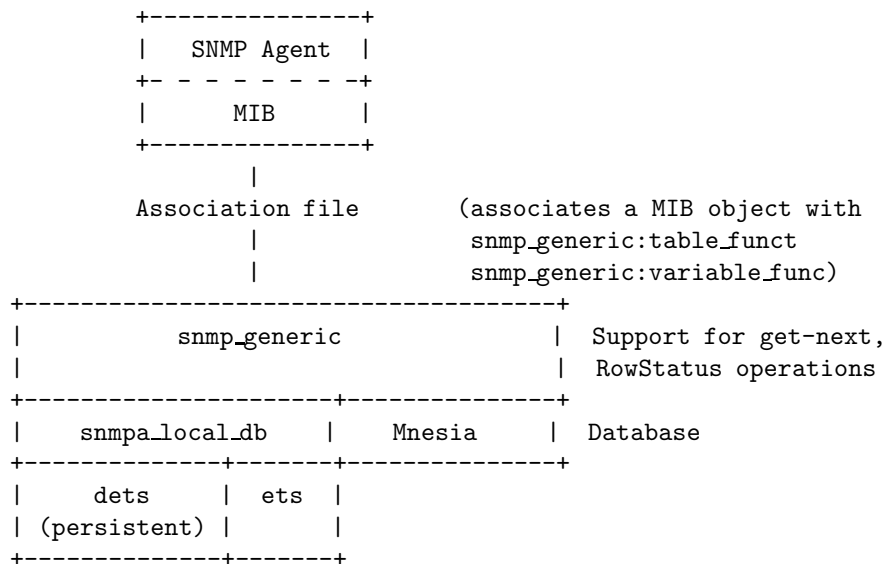 +---------------+
|   SNMP Agent  |
+- - - - - - - -+
|      MIB      |
+---------------+
|
Association file       (associates a MIB object with
|               snmp_generic:table_funct
|               snmp_generic:variable_func)
+--------------------------------------+
|           snmp_generic               |  Support for get-next,
|                                      |  RowStatus operations
+----------------------+---------------+
|    snmpa_local_db    |    Mnesia     |  Database
+--------------+-------+---------------+
|     dets     |  ets  |
| (persistent) |       |
+--------------+-------+